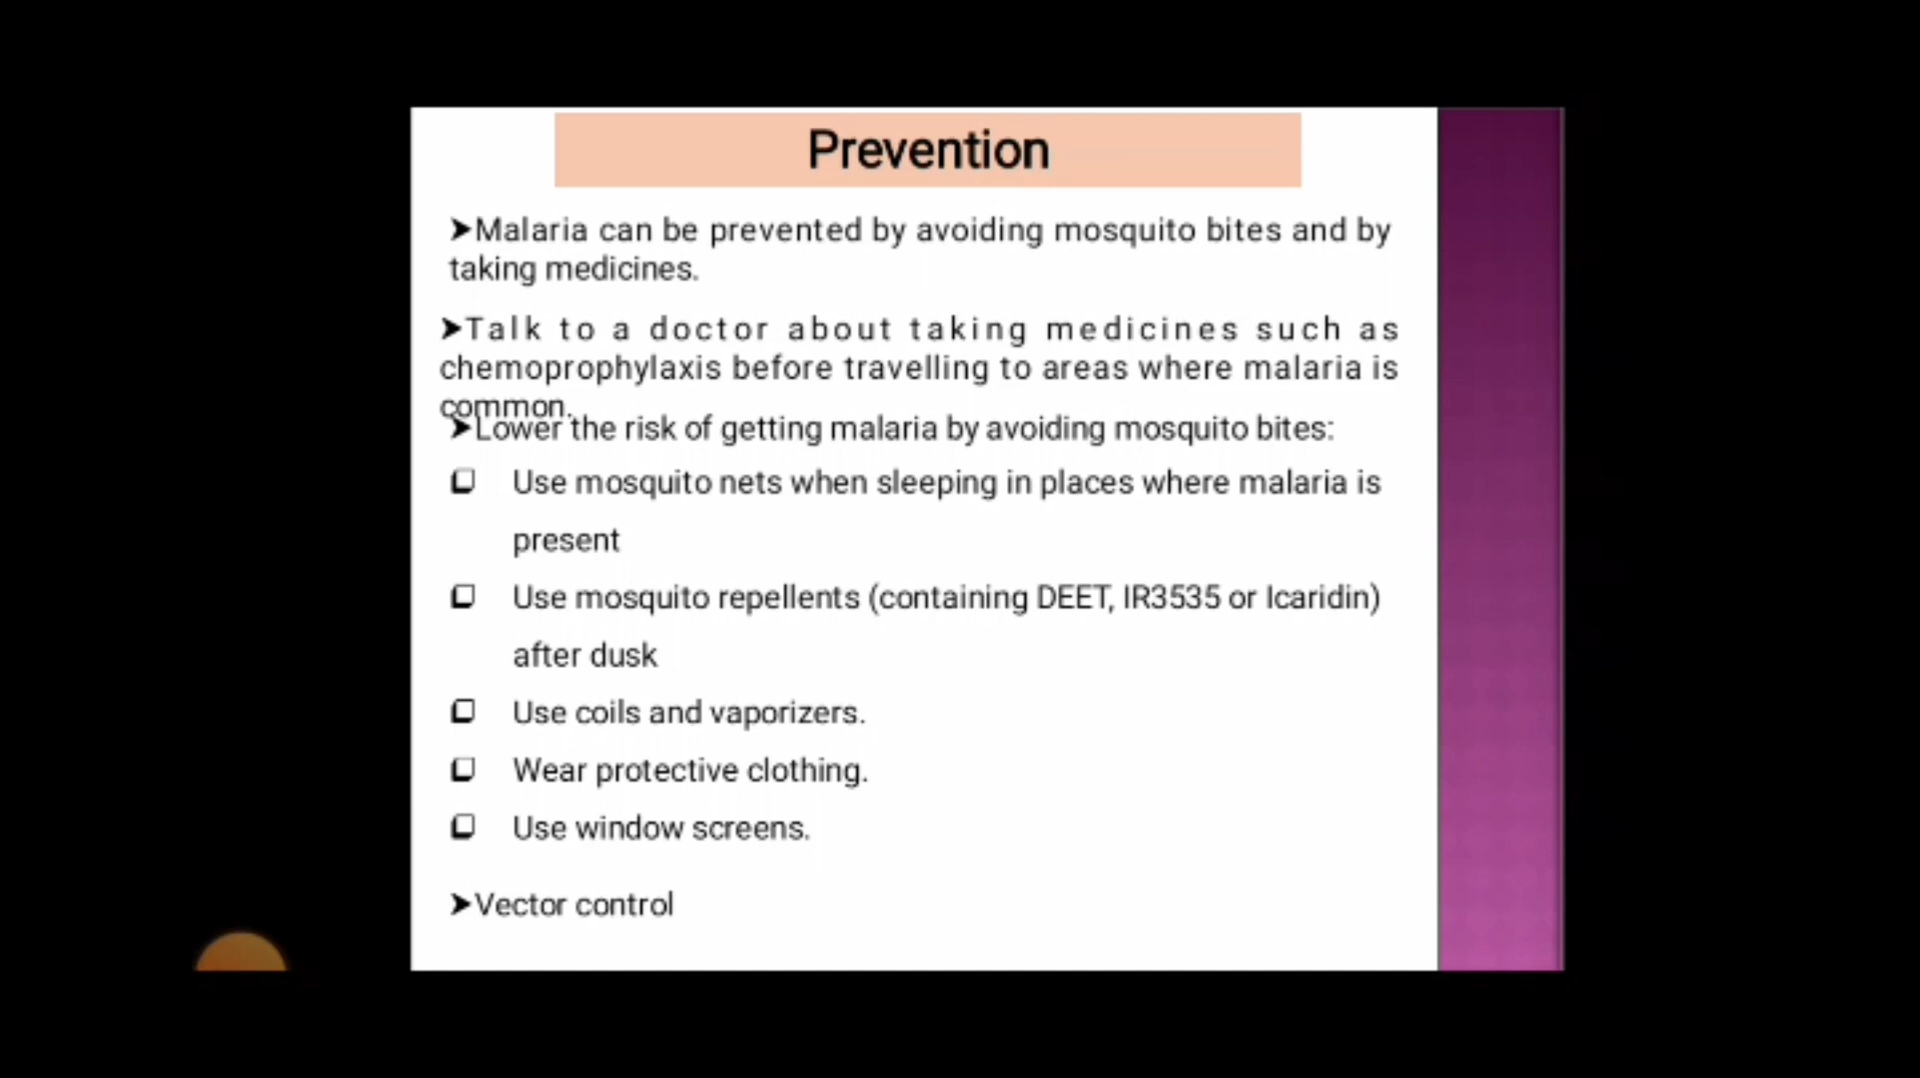 Prevention
➤Malaria can be prevented by avoiding mosquito bites and by
taking medicines.
➤Talk to a doctor about taking medicines such as
chemoprophylaxis before travelling to areas where malaria is
common.
➤Lower the risk of getting malaria by avoiding mosquito bites:
❑ Use mosquito nets when sleeping in places where malaria is
present
❑ Use mosquito repellents (containing DEET, IR3535 or Icaridin)
after dusk
❑ Use coils and vaporizers.
❑ Wear protective clothing.
❑ Use window screens.
➤Vector control